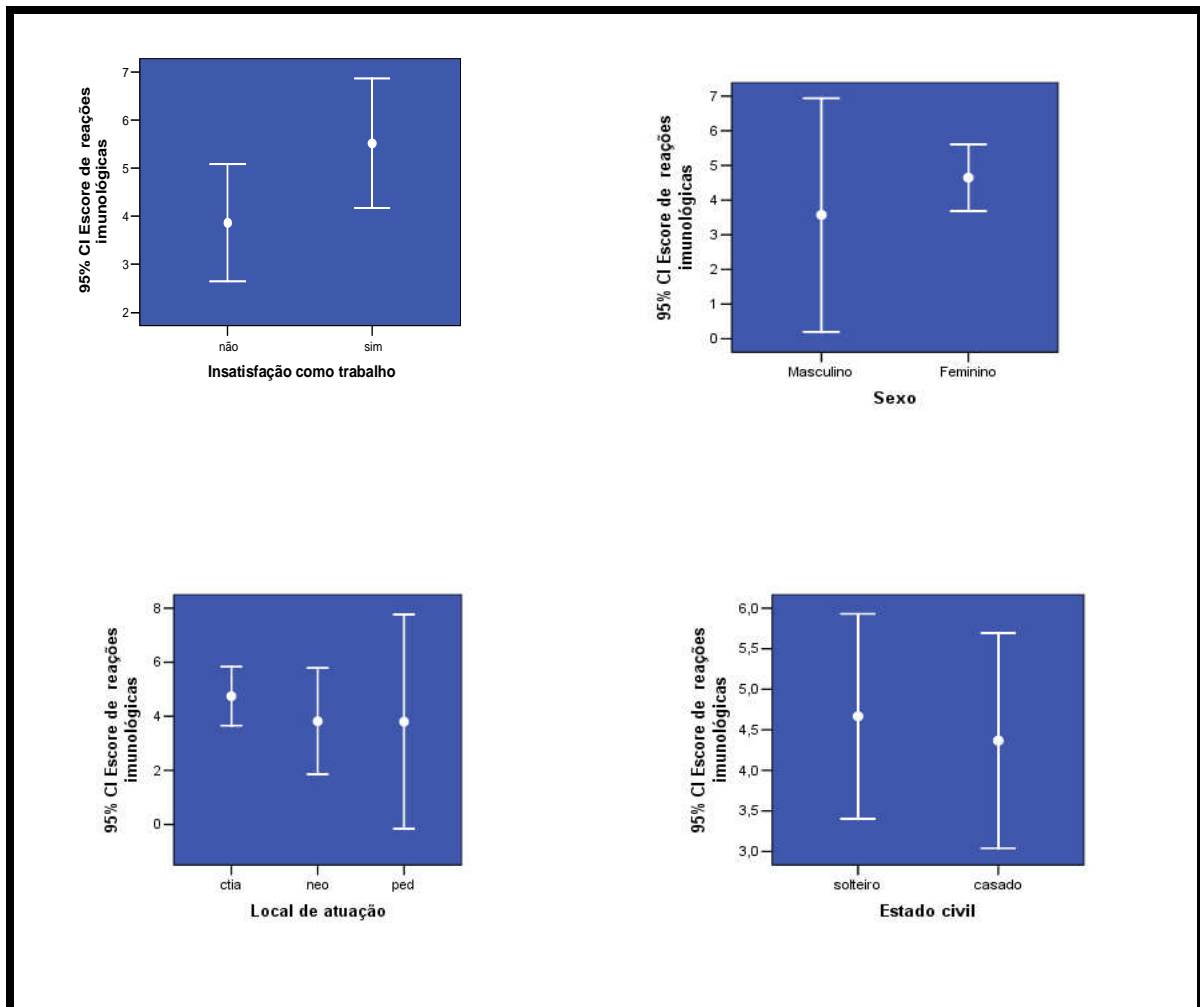 95% CI Escore de reações
imunológicas
7
6
5
4
3
2
não
sim
Insatisfação como trabalho
95% CI Escore de reações
imunológicas
7
6
5
4
3
2
1
0
Masculino
Feminino
Sexo
95% CI Escore de reações
imunológicas
8
6
4
2
0
ctia
neo
ped
Local de atuação
95% CI Escore de reações
imunológicas
6,0
5,5
5,0
4,5
4,0
3,5
3,0
solteiro
casado
Estado civil